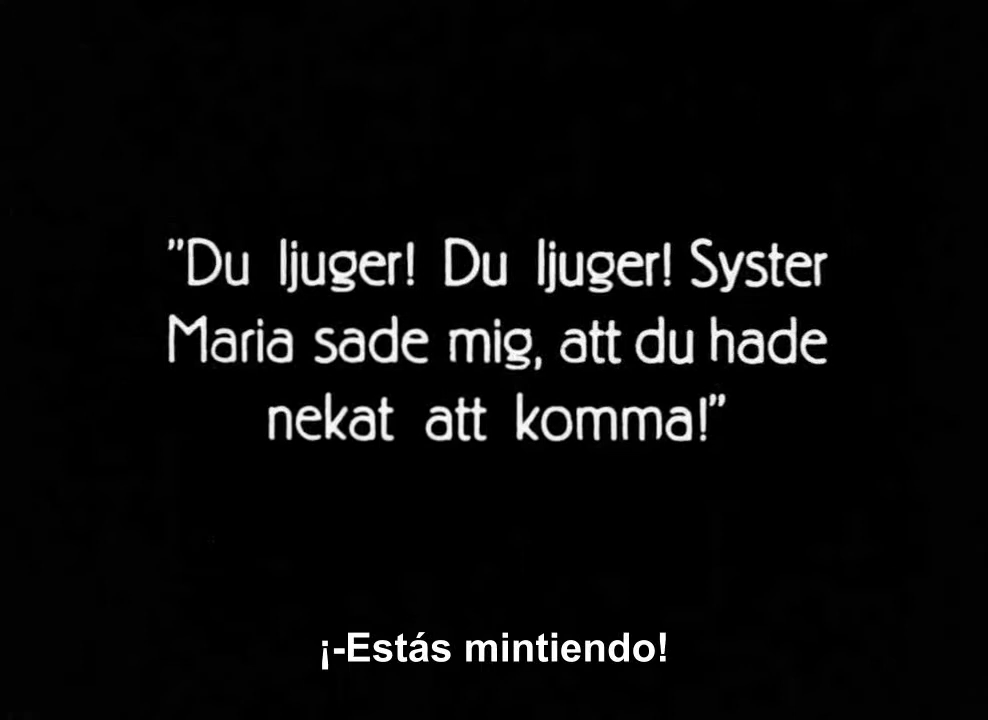 ”Du ljuger! Du ljuger! Syster
Maria sade mig, att du hade
nekat att komma!”
¡-Estás mintiendo!